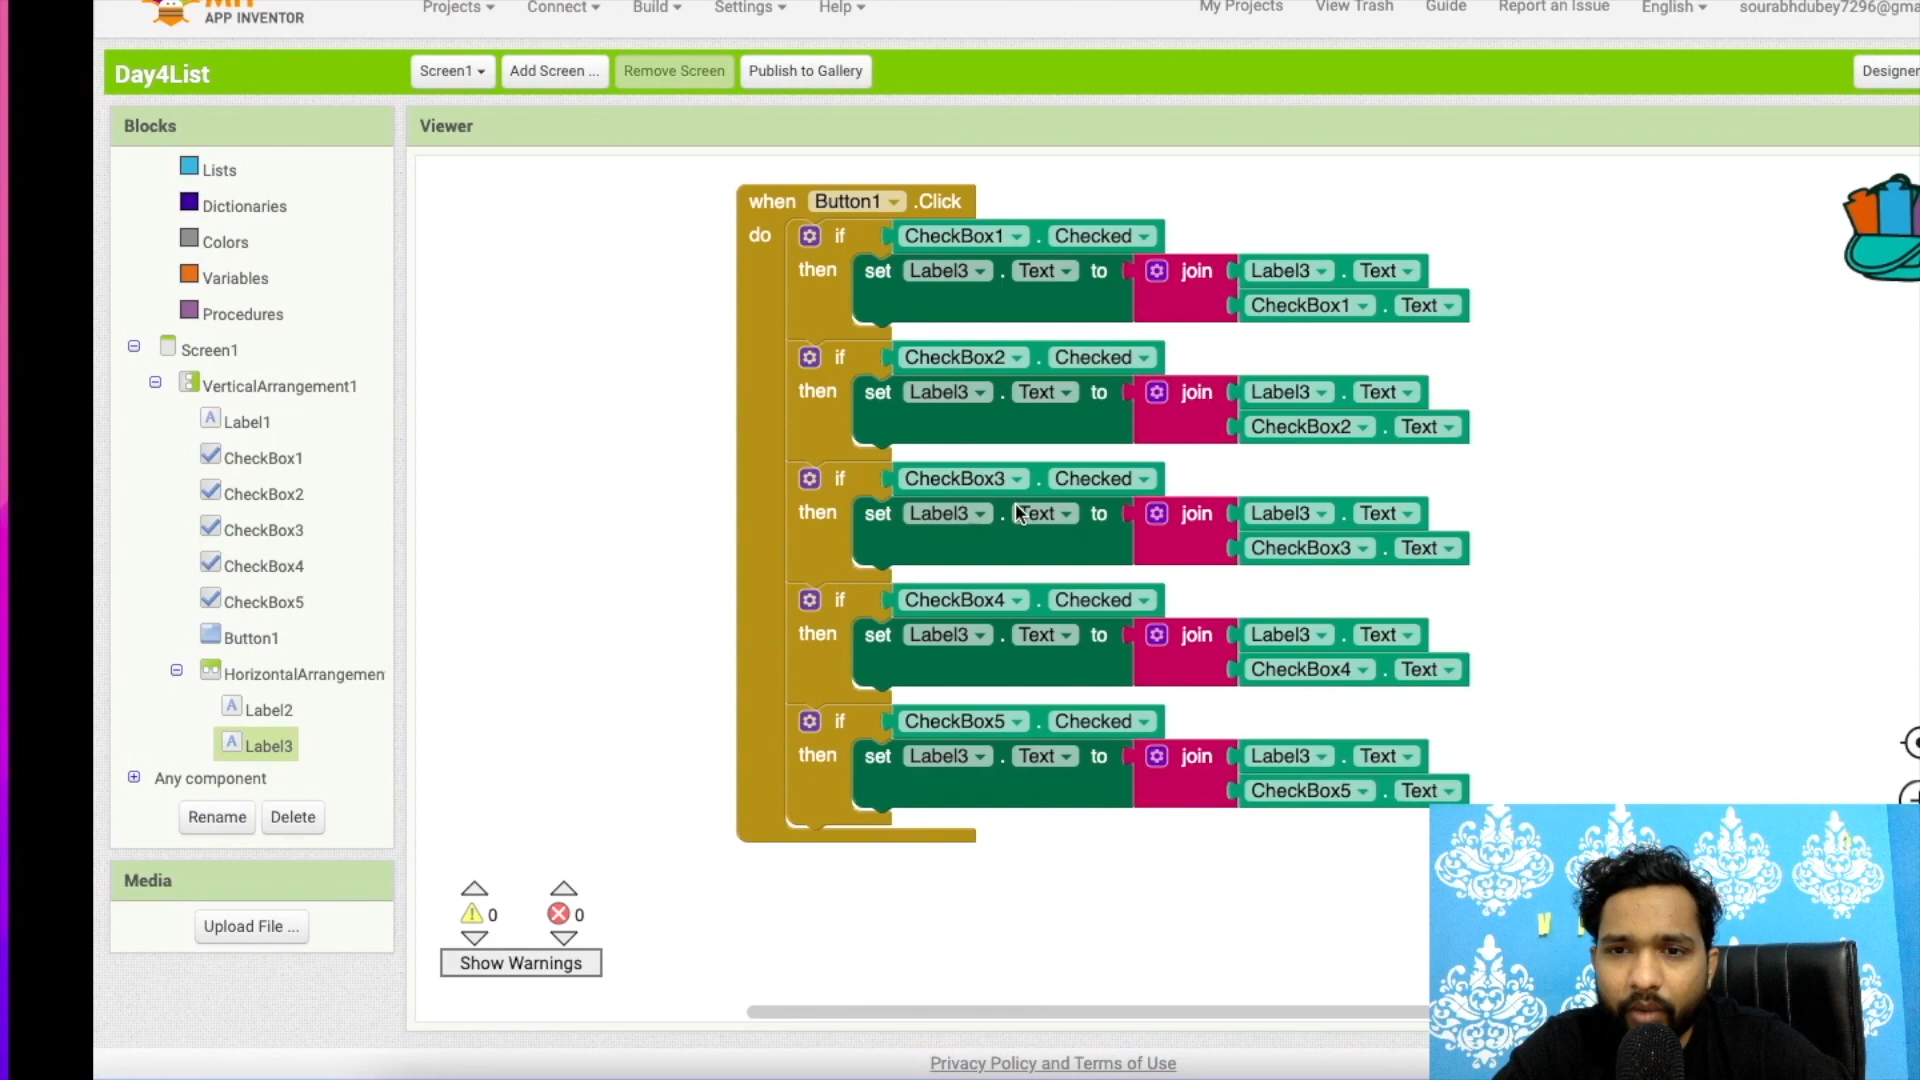 APP INVENTOR
Projects
Connect
Build
Settings
Help
My Projects
View Trash
Guide
Report an Issue
English
sourabhdubey7296@gma
Day4List
Screen1
Add Screen ...
Remove Screen
Publish to Gallery
Designer
Blocks
Viewer
Lists
Dictionaries
Colors
Variables
Procedures
Screen1
VerticalArrangement1
Label1
CheckBox1
CheckBox2
CheckBox3
CheckBox4
CheckBox5
Button1
HorizontalArrangemen
Label2
Label3
Any component
Rename
Delete
Media
Upload File ...
when Button1 .Click
do if CheckBox1 . Checked
then set Label3 . Text to join Label3 . Text
CheckBox1 . Text
if CheckBox2 . Checked
then set Label3 . Text to join Label3 . Text
CheckBox2 . Text
if CheckBox3 . Checked
then set Label3 . Text to join Label3 . Text
CheckBox3 . Text
if CheckBox4 . Checked
then set Label3 . Text to join Label3 . Text
CheckBox4 . Text
if CheckBox5 . Checked
then set Label3 . Text to join Label3 . Text
CheckBox5 . Text
0
0
Show Warnings
Privacy Policy and Terms of Use